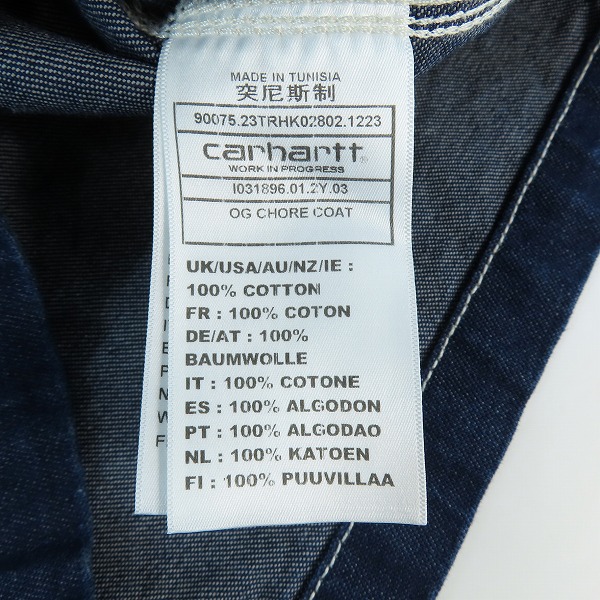 MADE IN TUNISIA
突尼斯制
90075.23TRHK02802.1223
carhartt
WORK IN PROGRESS
I031896.01.2Y.03
OG CHORE COAT
UK/USA/AU/NZ/IE :
100% COTTON
FR : 100% COTON
DE/AT : 100%
BAUMWOLLE
IT : 100% COTONE
ES : 100% ALGODON
PT : 100% ALGODAO
NL : 100% KATOEN
FI : 100% PUUVILLAA